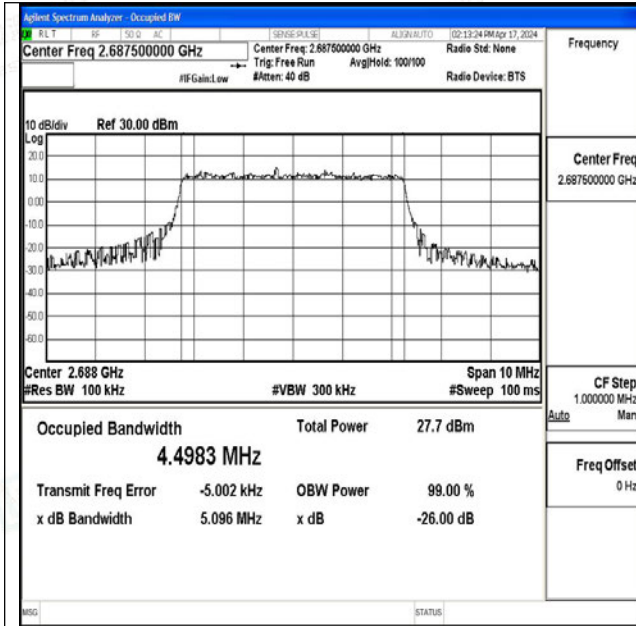 Agilent Spectrum Analyzer - Occupied BW
RL T RF 50 Ω AC SENSE:PULSE ALIGNAUTO 02:13:24 PM Apr 17, 2024
Center Freq 2.687500000 GHz
Center Freq: 2.687500000 GHz
Radio Std: None
Trig: Free Run
Avg|Hold: 100/100
#IFGain:Low
#Atten: 40 dB
Radio Device: BTS
10 dB/div
Ref 30.00 dBm
Log
20.0
10.0
0.00
-10.0
-20.0
-30.0
-40.0
-50.0
-60.0
Center 2.688 GHz
Span 10 MHz
#Res BW 100 kHz
#VBW 300 kHz
#Sweep 100 ms
Occupied Bandwidth
Total Power
27.7 dBm
4.4983 MHz
Transmit Freq Error
-5.002 kHz
OBW Power
99.00 %
x dB Bandwidth
5.096 MHz
x dB
-26.00 dB
MSG
STATUS
Frequency
Center Freq
2.687500000 GHz
CF Step
1.000000 MHz
Auto Man
Freq Offset
0 Hz